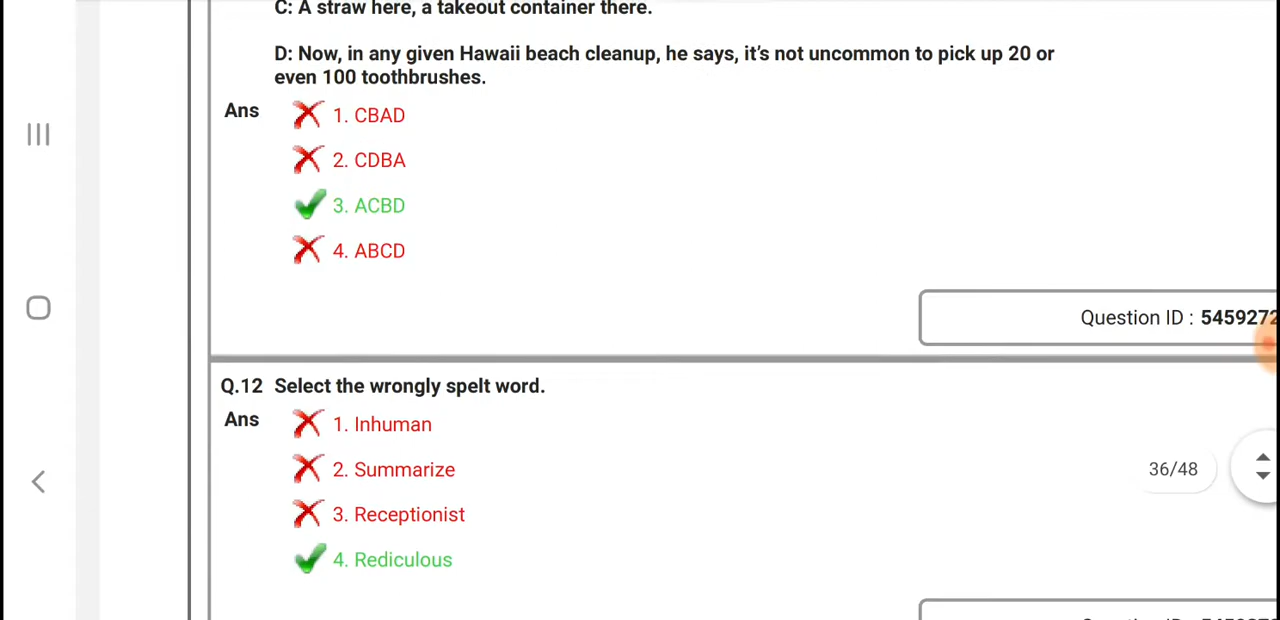 C: A straw here, a takeout container there.
D: Now, in any given Hawaii beach cleanup, he says, it's not uncommon to pick up 20 or
even 100 toothbrushes.
Ans
1. CBAD
2. CDBA
3. ACBD
4. ABCD
Question ID : 5459272
Q.12 Select the wrongly spelt word.
Ans
1. Inhuman
2. Summarize
3. Receptionist
4. Rediculous
36/48